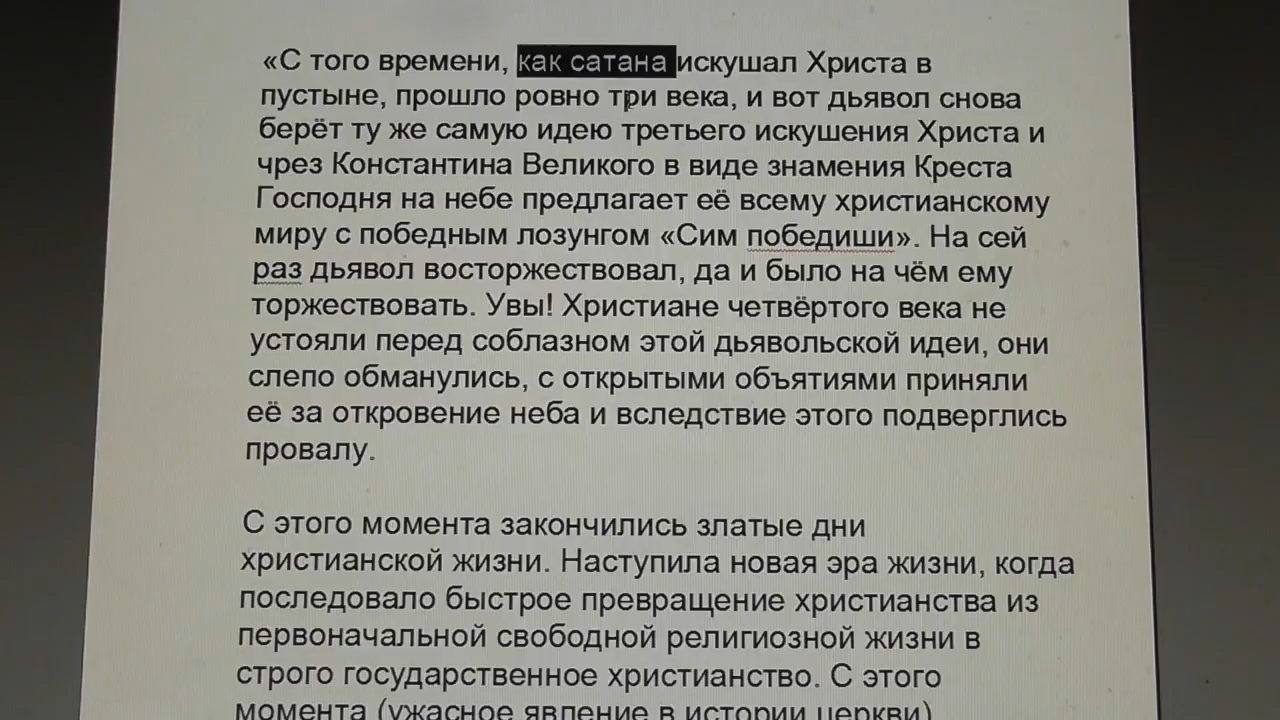 «С того времени, как сатана искушал Христа в
пустыне, прошло ровно три века, и вот дьявол снова
берёт ту же самую идею третьего искушения Христа и
чрез Константина Великого в виде знамения Креста
Господня на небе предлагает её всему христианскому
миру с победным лозунгом «Сим победиши». На сей
раз дьявол восторжествовал, да и было на чём ему
торжествовать. Увы! Христиане четвёртого века не
устояли перед соблазном этой дьявольской идеи, они
слепо обманулись, с открытыми объятиями приняли
её за откровение неба и вследствие этого подверглись
провалу.
С этого момента закончились златые дни
христианской жизни. Наступила новая эра жизни, когда
последовало быстрое превращение христианства из
первоначальной свободной религиозной жизни в
строго государственное христианство. С этого
момента (ужасное явление в истории церкви)